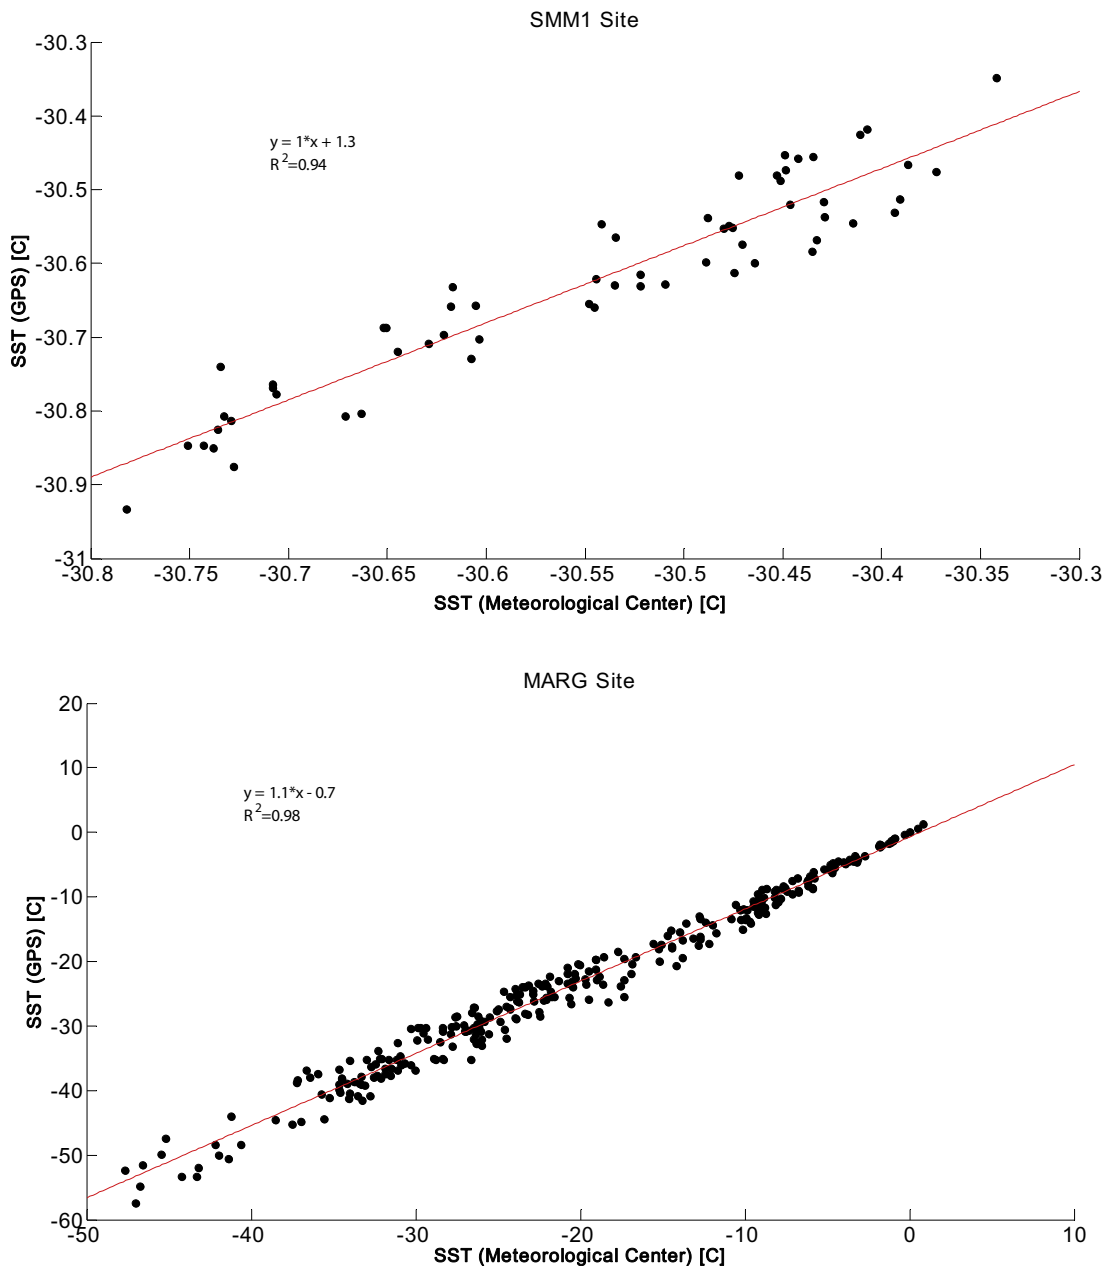 SMM1 Site
-30.3
-30.4
-30.5
-30.6
-30.7
-30.8
-30.9
-31
SST (GPS) [C]
y = 1*x + 1.3
R²=0.94
-30.8 -30.75 -30.7 -30.65 -30.6 -30.55 -30.5 -30.45 -30.4 -30.35 -30.3
SST (Meteorological Center) [C]
MARG Site
20
10
0
-10
-20
-30
-40
-50
-60
SST (GPS) [C]
y = 1.1*x - 0.7
R²=0.98
-50 -40 -30 -20 -10 0 10
SST (Meteorological Center) [C]